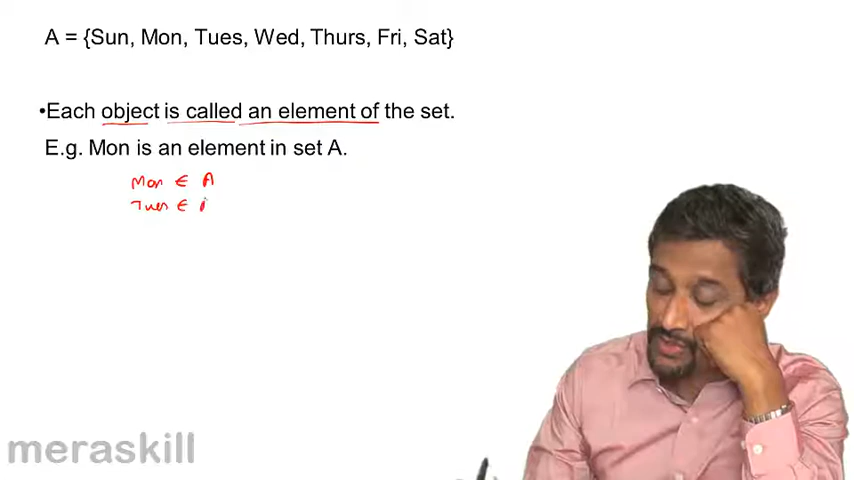 A = {Sun, Mon, Tues, Wed, Thurs, Fri, Sat}
•Each object is called an element of the set.
E.g. Mon is an element in set A.
Mon ∈ A
Tues ∈
meraskill